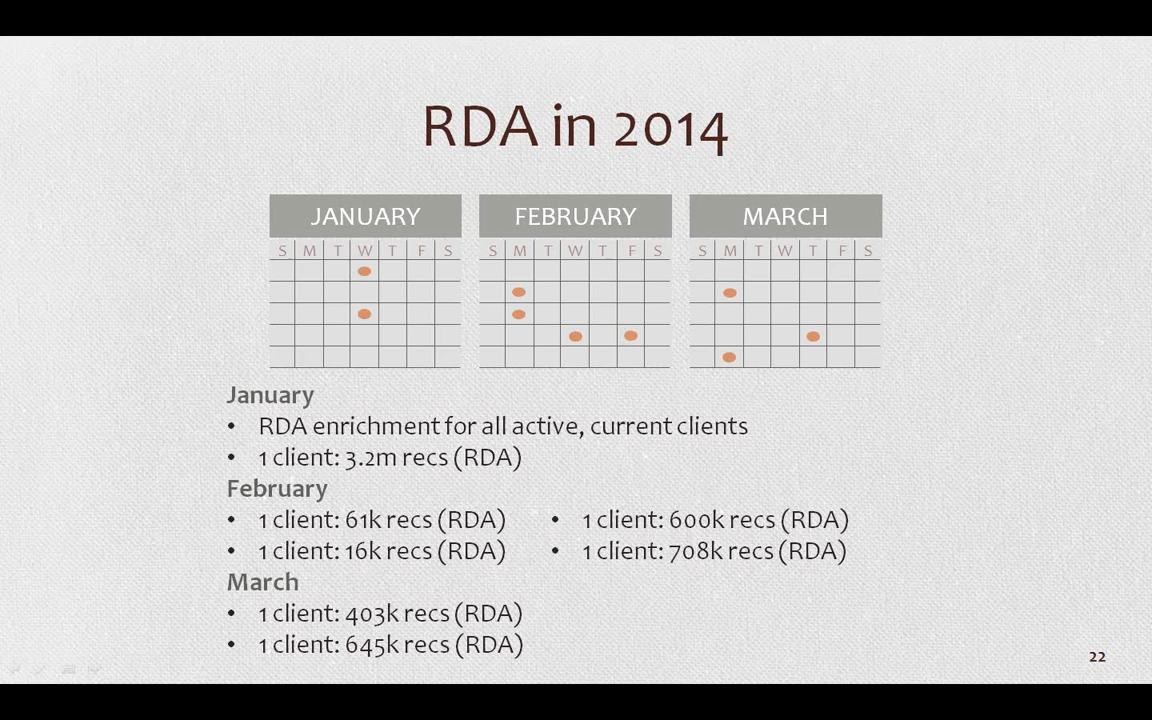 RDA in 2014
JANUARY FEBRUARY MARCH
S M T W T F S S M T W T F S S M T W T F S
January
• RDA enrichment for all active, current clients
• 1 client: 3.2m recs (RDA)
February
• 1 client: 61k recs (RDA) • 1 client: 600k recs (RDA)
• 1 client: 16k recs (RDA) • 1 client: 708k recs (RDA)
March
• 1 client: 403k recs (RDA)
• 1 client: 645k recs (RDA)
22